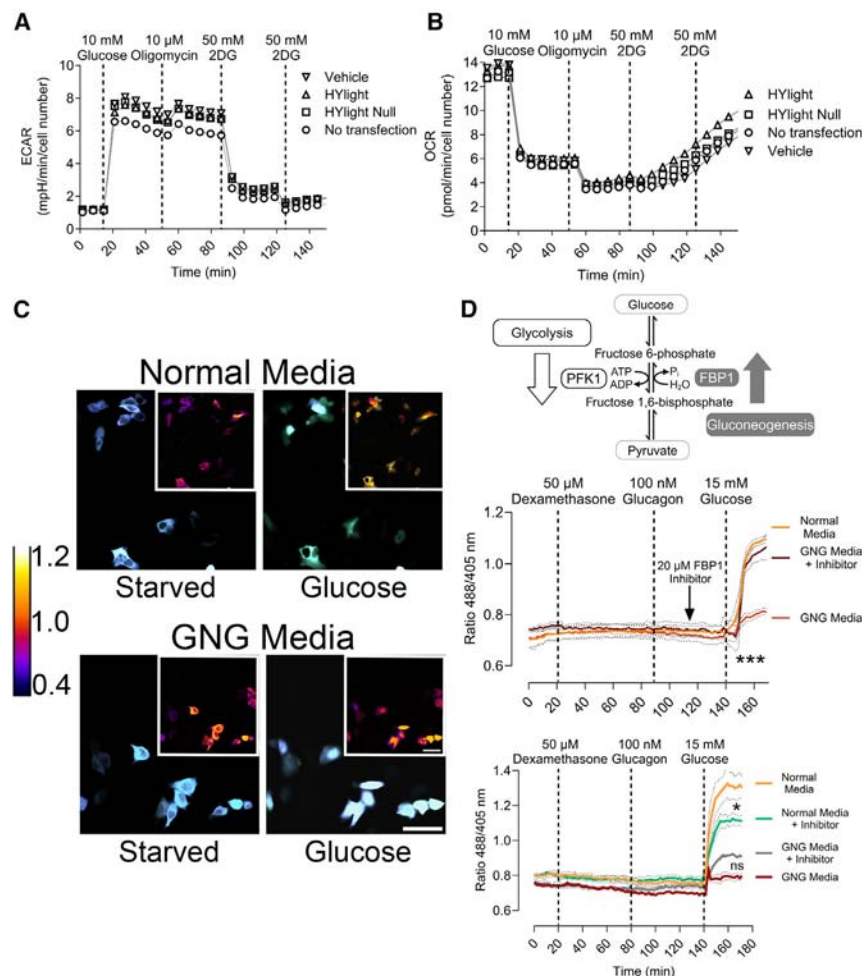 A
10 mM
Glucose
10 µM
Oligomycin
50 mM
2DG
50 mM
2DG
ECAR
(mpH/min/cell number)
10
8
6
4
2
0
0
20
40
60
80
100
120
140
Time (min)
Vehicle
HYlight
HYlight Null
No transfection
B
10 mM
Glucose
10 µM
Oligomycin
50 mM
2DG
50 mM
2DG
OCR
(pmol/min/cell number)
14
12
10
8
6
4
2
0
0
20
40
60
80
100
120
140
Time (min)
HYlight
HYlight Null
No transfection
Vehicle
C
Normal Media
Starved
Glucose
1.2
1.0
0.4
GNG Media
Starved
Glucose
D
Glucose
Glycolysis
Fructose 6-phosphate
PFK1
ATP
ADP
Pi
H2O
FBP1
Fructose 1,6-bisphosphate
Gluconeogenesis
Pyruvate
50 µM
Dexamethasone
100 nM
Glucagon
15 mM
Glucose
Ratio 488/405 nm
1.2
1.0
0.8
0.6
20 µM FBP1
Inhibitor
***
Normal
Media
GNG Media
+ Inhibitor
GNG Media
0
20
40
60
80
100
120
140
160
50 µM
Dexamethasone
100 nM
Glucagon
15 mM
Glucose
Ratio 488/405 nm
1.4
1.2
1.0
0.8
0.6
*
ns
Normal
Media
Normal Media
+ Inhibitor
GNG Media
+ Inhibitor
GNG Media
0
20
40
60
80
100
120
140
160
180
Time (min)